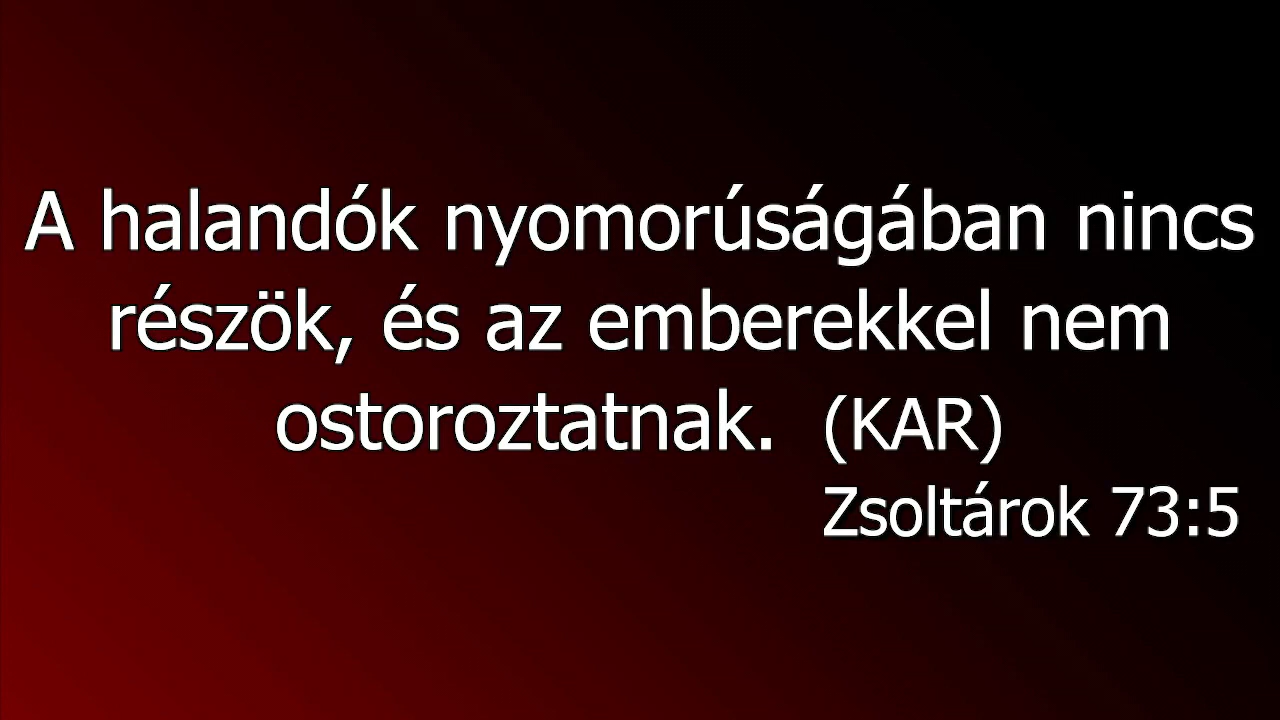 A halandók nyomorúságában nincs
részök, és az emberekkel nem
ostoroztatnak. (KAR)
Zsoltárok 73:5